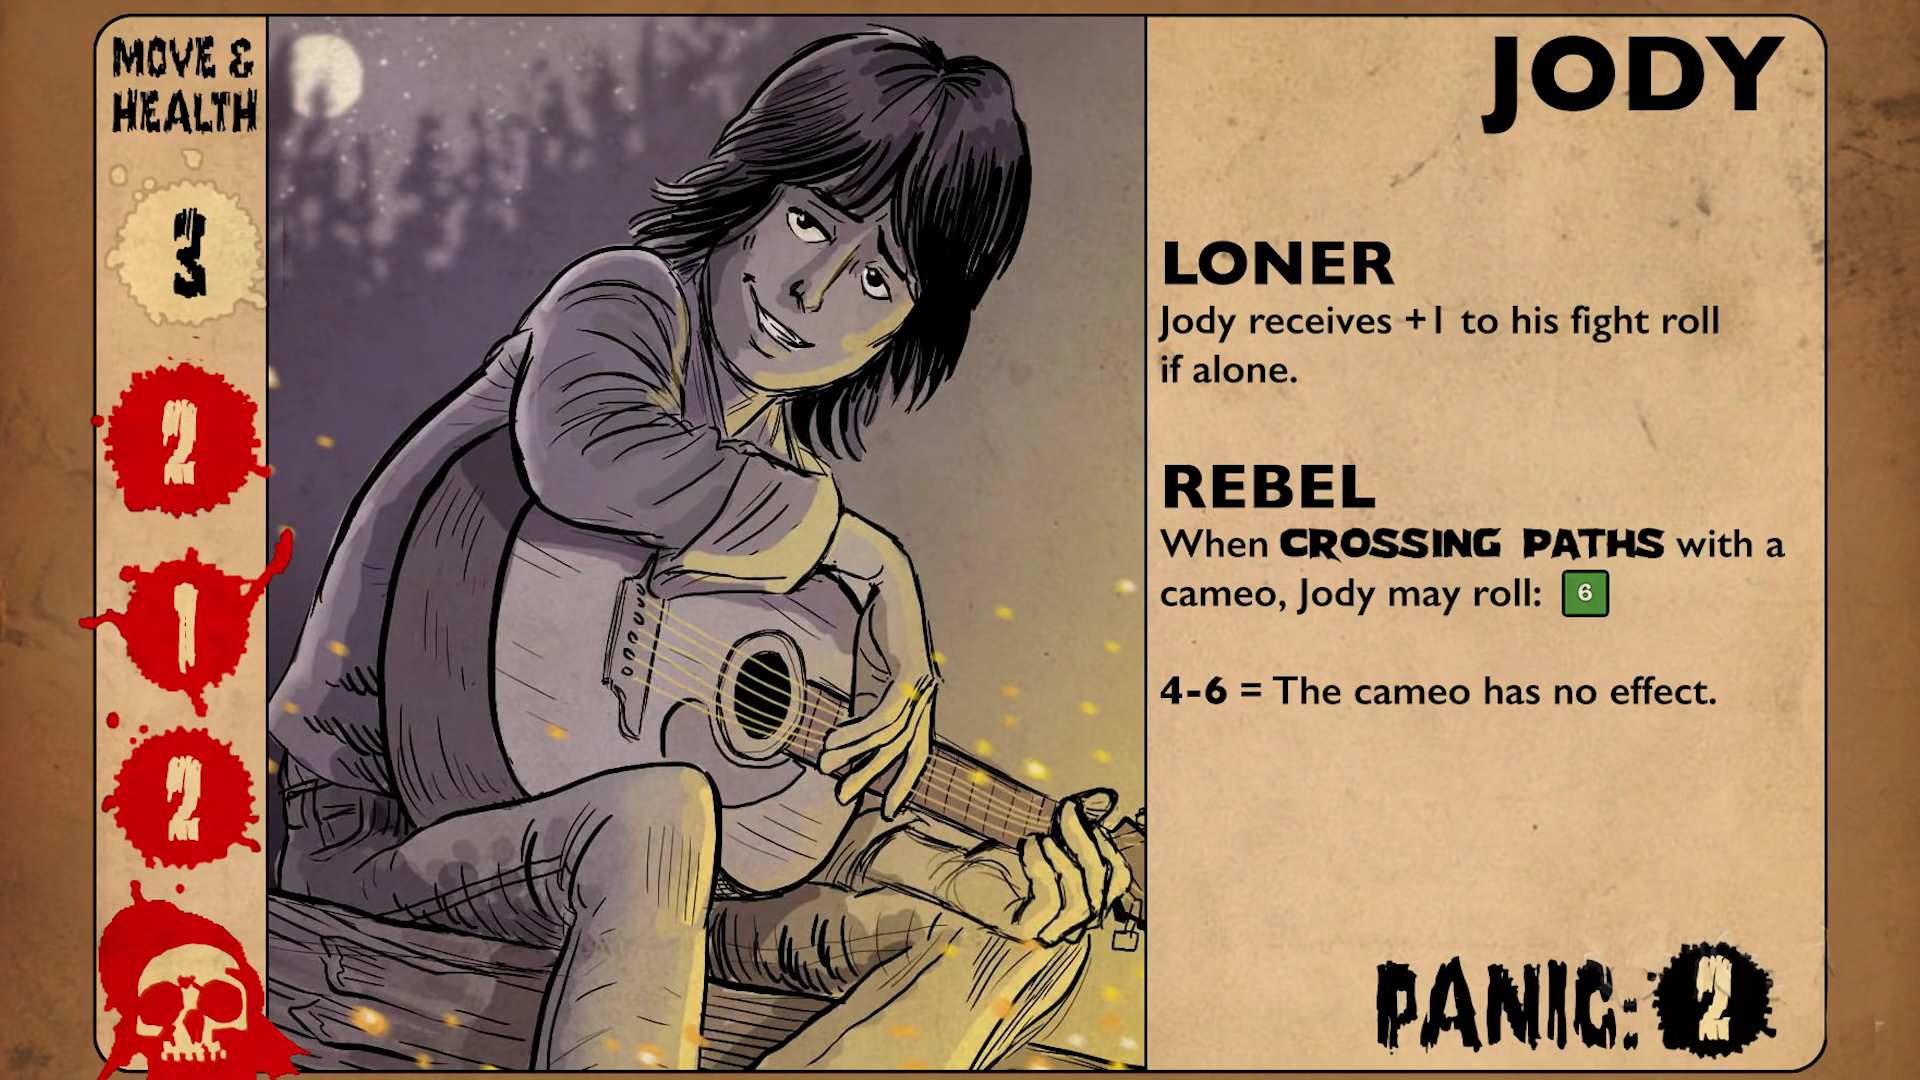 MOVE &
HEALTH
3
2
1
2
JODY
LONER
Jody receives +1 to his fight roll
if alone.
REBEL
When CROSSING PATHS with a
cameo, Jody may roll: 6
4-6 = The cameo has no effect.
PANIC: 2